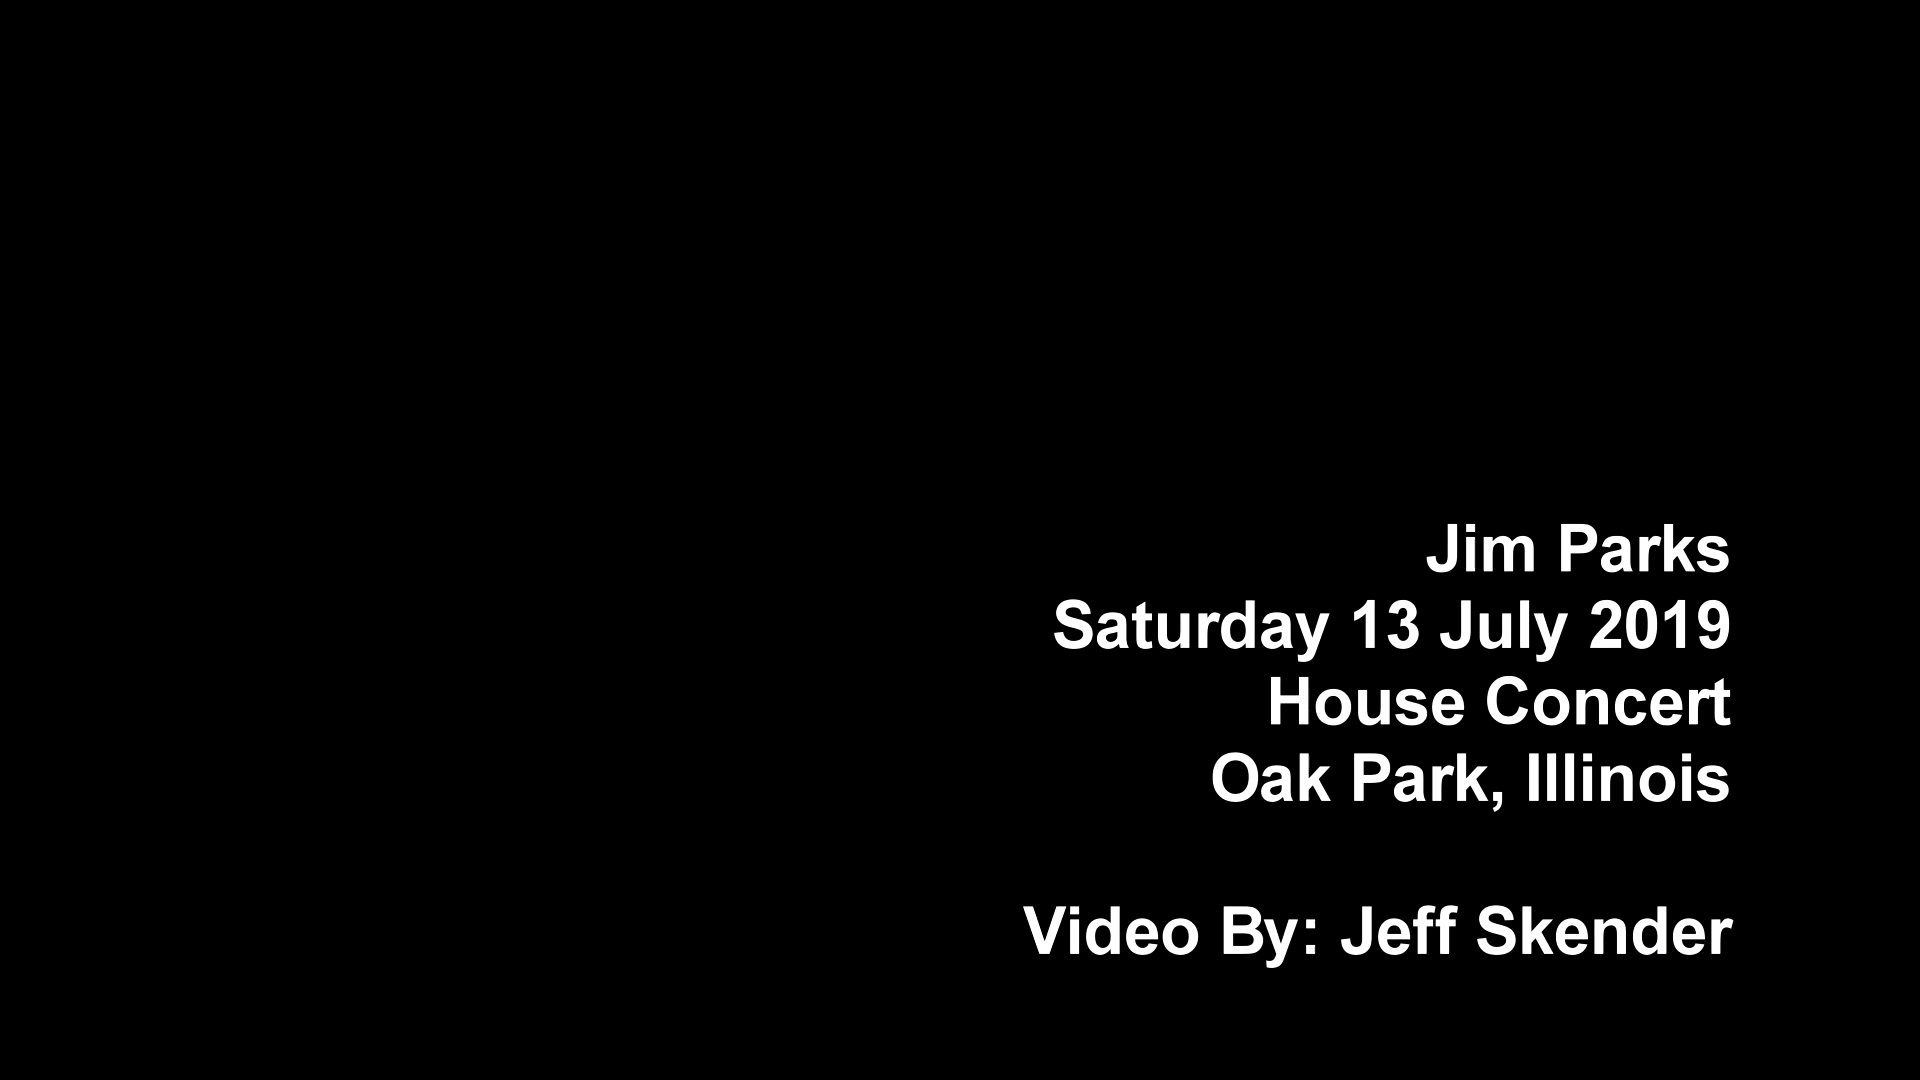 Jim Parks
Saturday 13 July 2019
House Concert
Oak Park, Illinois
Video By: Jeff Skender